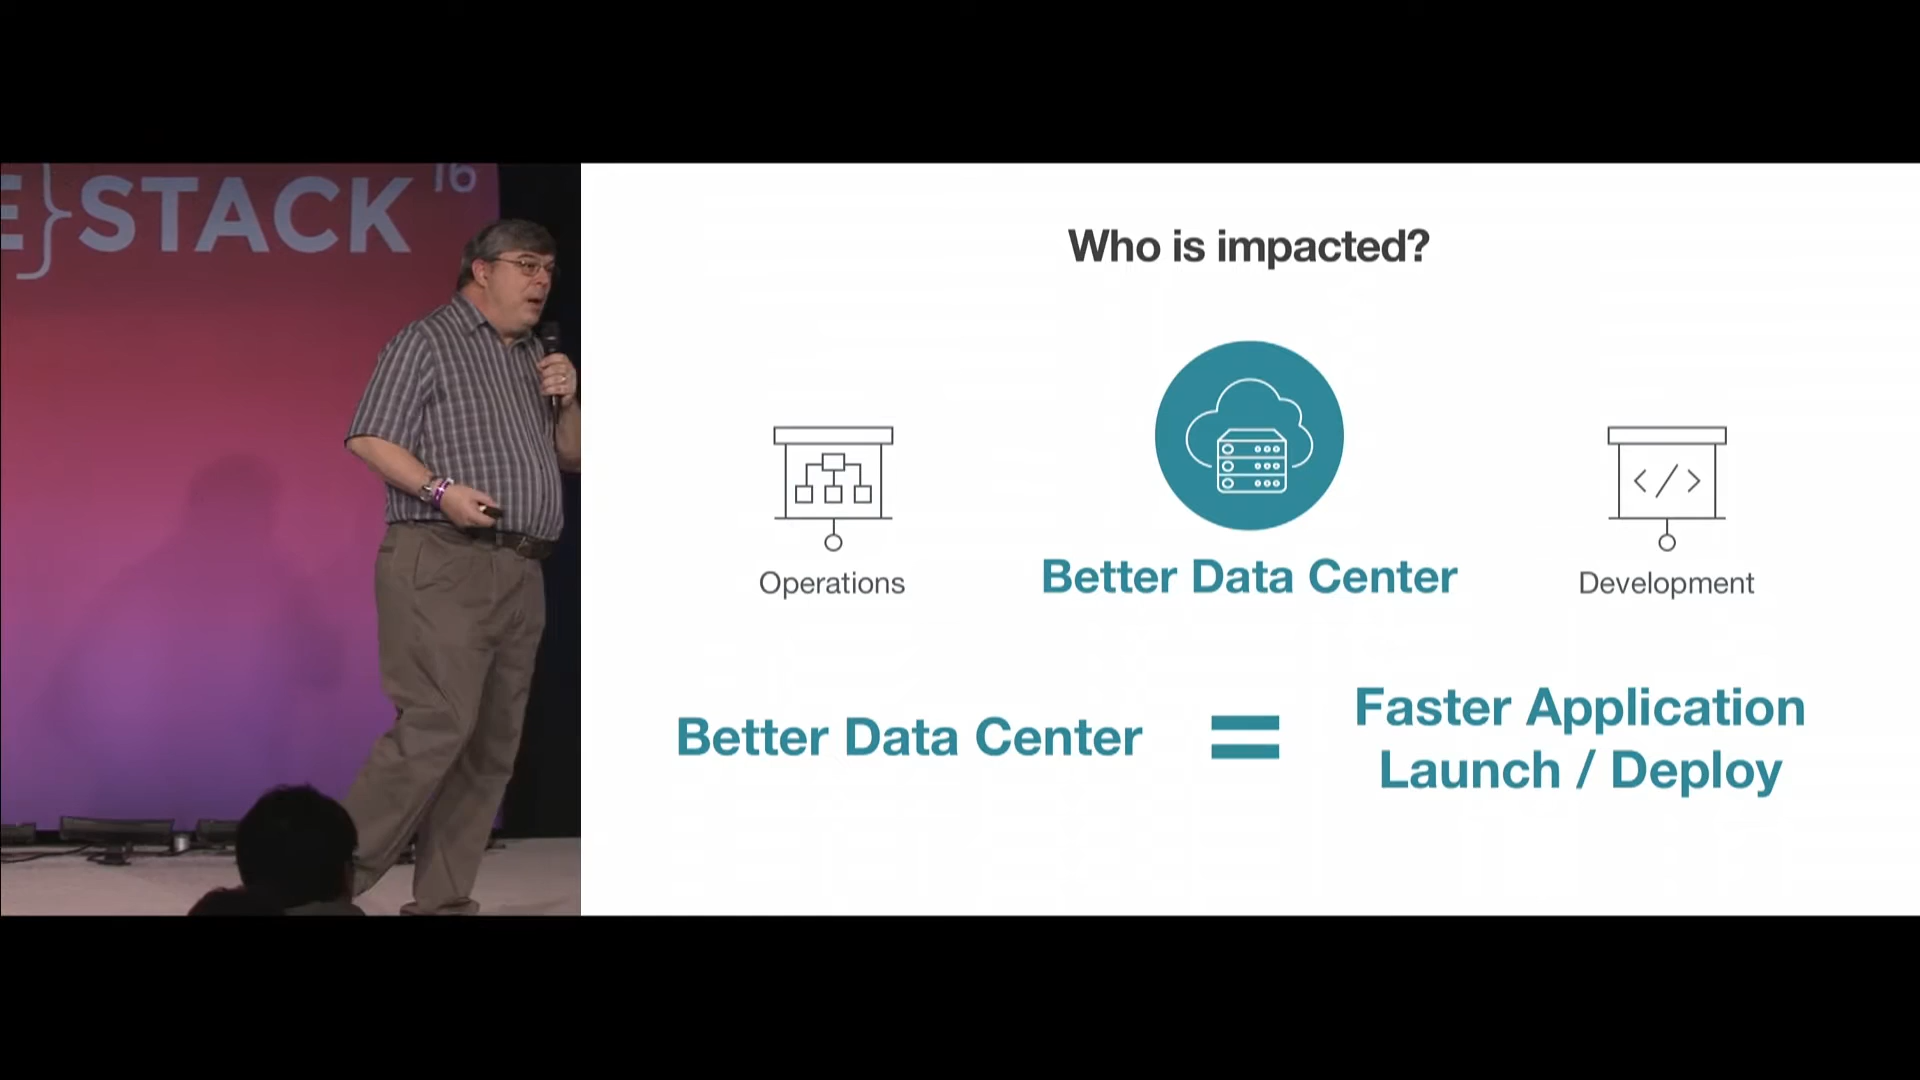 E}STACK 16
Who is impacted?
</>
Operations
Better Data Center
Development
Better Data Center
=
Faster Application
Launch / Deploy